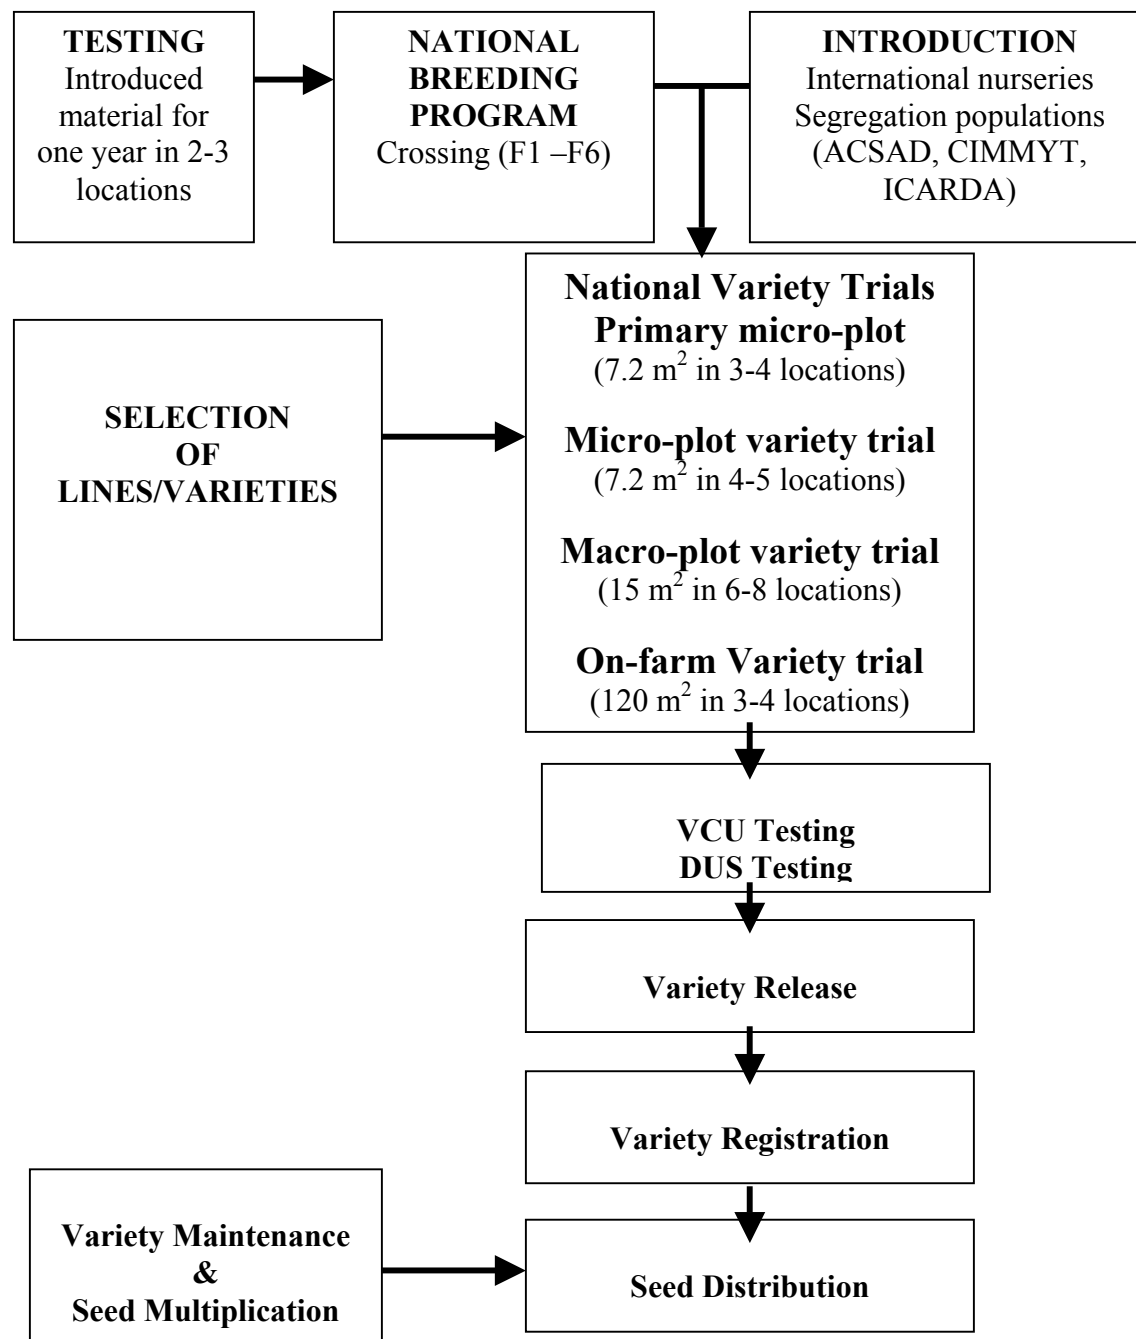 TESTING
Introduced
material for
one year in 2-3
locations
NATIONAL
BREEDING
PROGRAM
Crossing (F1 –F6)
INTRODUCTION
International nurseries
Segregation populations
(ACSAD, CIMMYT,
ICARDA)
SELECTION
OF
LINES/VARIETIES
National Variety Trials
Primary micro-plot
(7.2 m² in 3-4 locations)
Micro-plot variety trial
(7.2 m² in 4-5 locations)
Macro-plot variety trial
(15 m² in 6-8 locations)
On-farm Variety trial
(120 m² in 3-4 locations)
VCU Testing
DUS Testing
Variety Release
Variety Registration
Variety Maintenance
&
Seed Multiplication
Seed Distribution